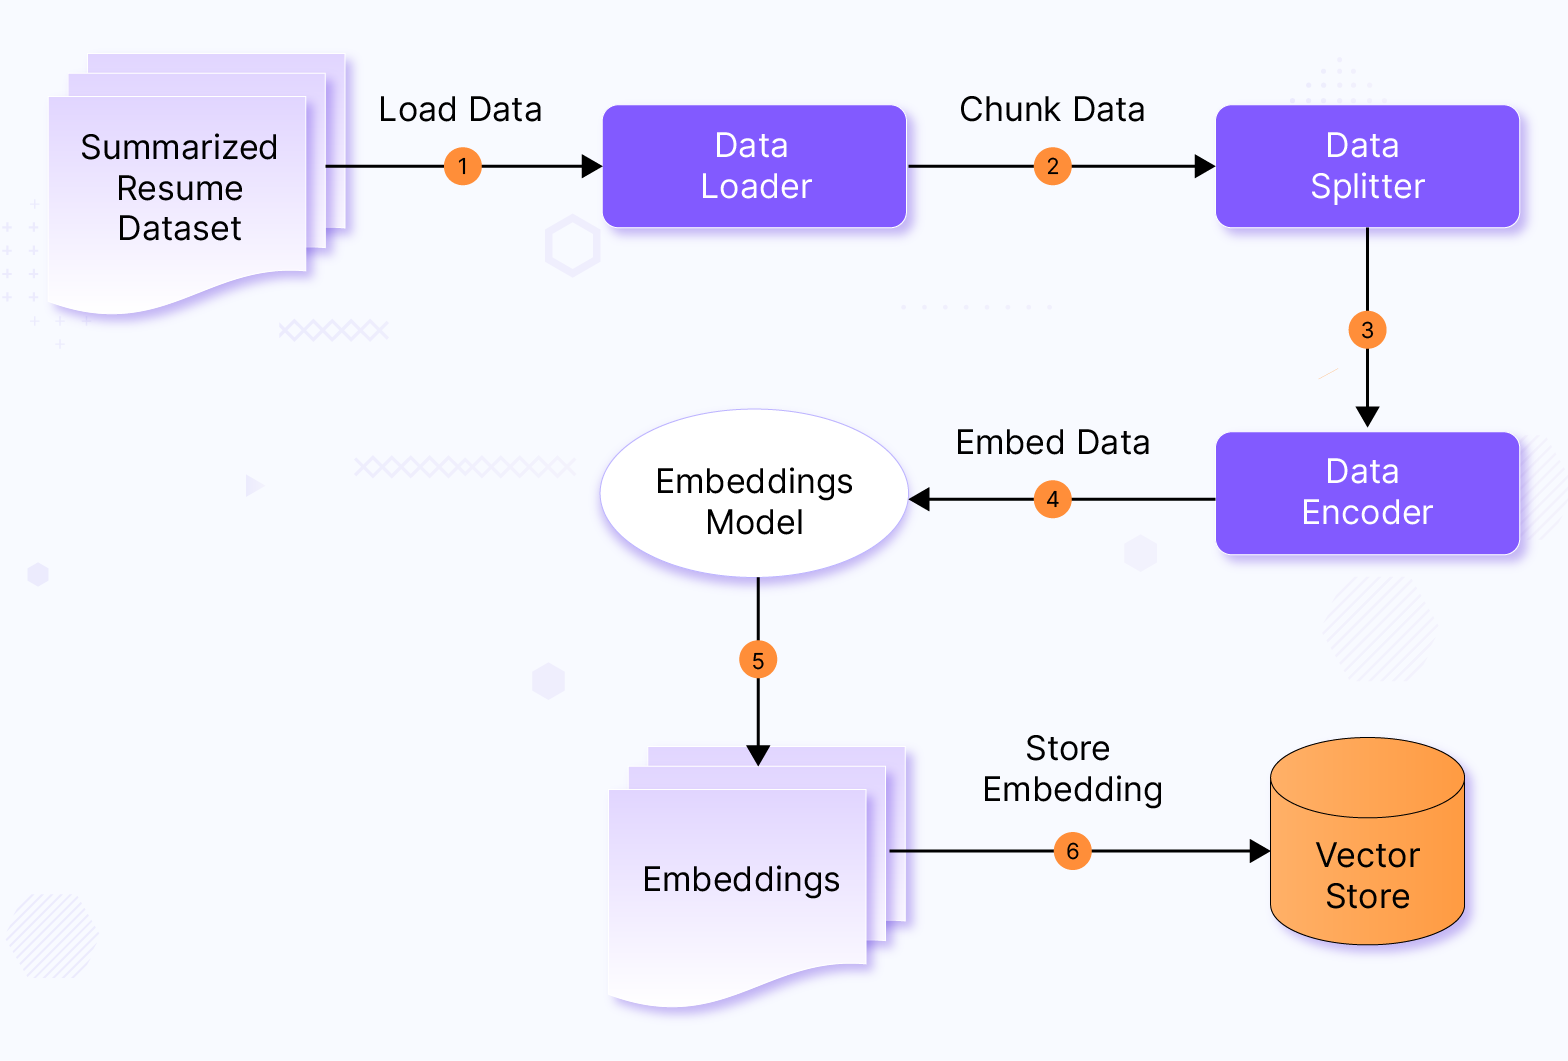 Summarized
Resume
Dataset
Load Data
1
Data
Loader
Chunk Data
2
Data
Splitter
3
Data
Encoder
Embed Data
4
Embeddings
Model
5
Embeddings
Store
Embedding
6
Vector
Store